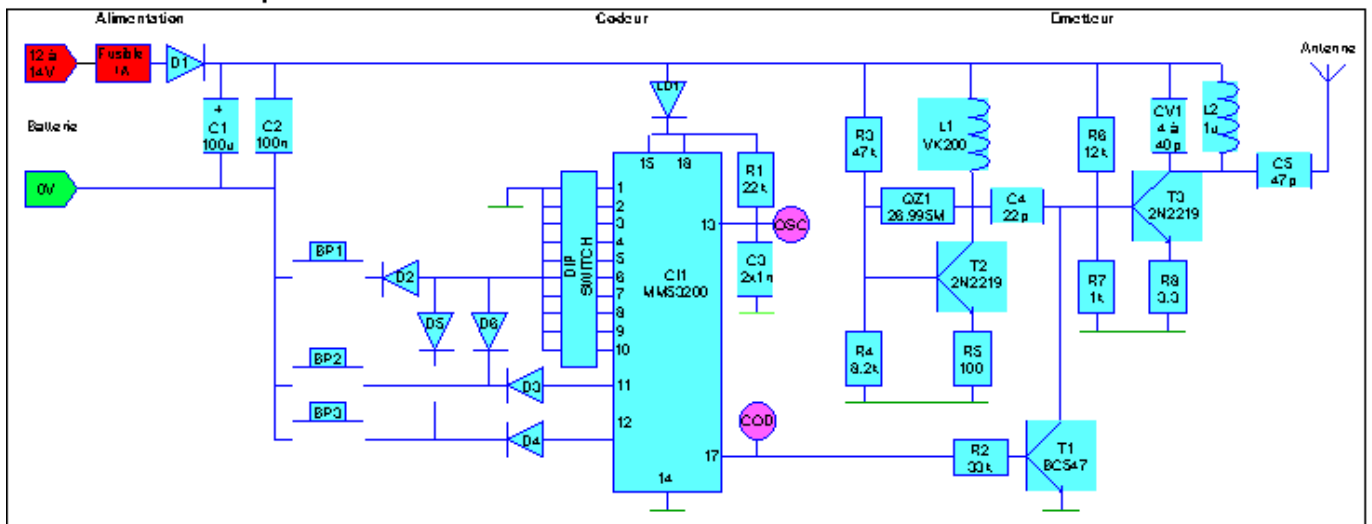 Alimentation
Codeur
Emetteur
12 à
14V
Fusible
1A
D1
LD1
Antenne
+
C1
100u
C2
100n
Batterie
0V
R3
47k
L1
VK200
R6
12k
CV1
4 à
40p
L2
1u
C5
47p
15
18
R1
22k
1
2
3
4
5
6
7
8
9
10
DIP
SWITCH
13
OSC
QZ1
26.995M
C4
22p
T3
2N2219
BP1
D2
CI1
MM53200
C3
2x1n
T2
2N2219
R7
1k
R8
3.3
D5
D6
R4
8.2k
R5
100
BP2
D3
11
BP3
D4
12
COD
17
R2
33k
T1
BC547
14